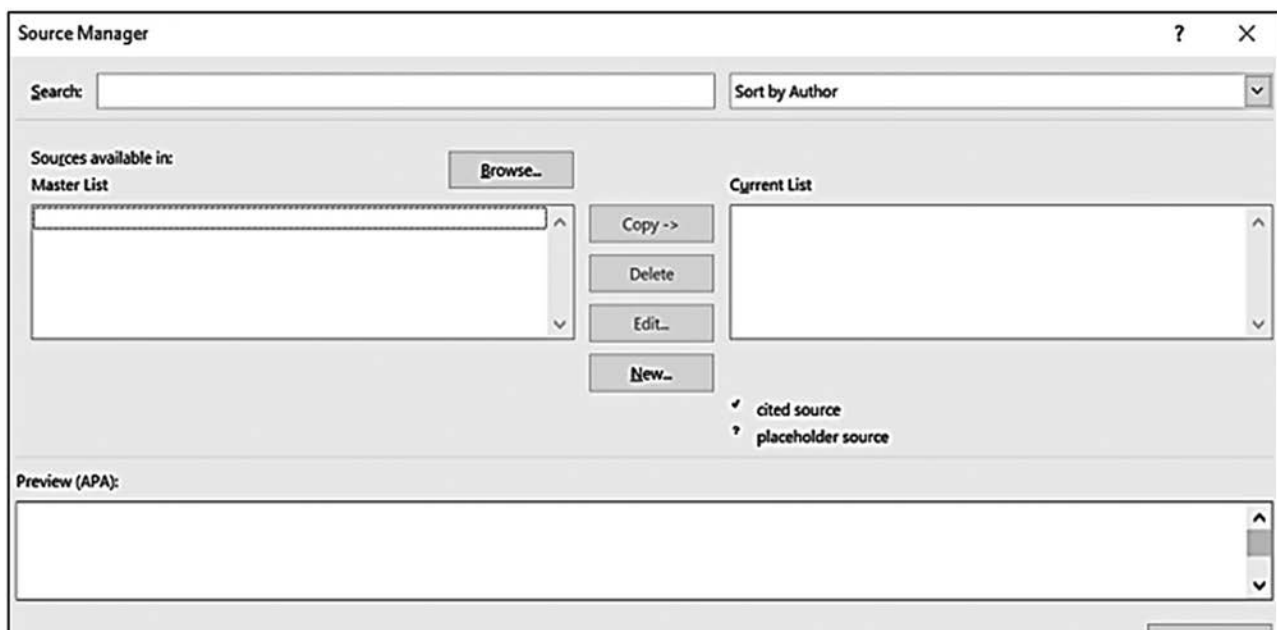 Source Manager ?
Search:
Sort by Author
Sources available in:
Master List
Browse...
Current List
Copy ->
Delete
Edit...
New...
cited source
? placeholder source
Preview (APA):